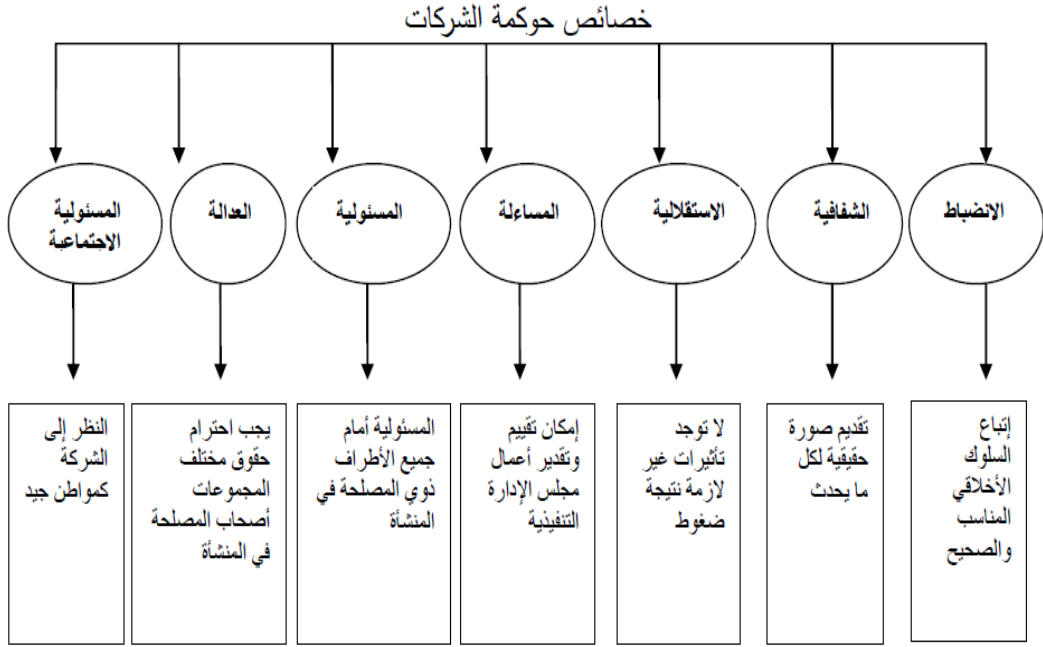 خصائص حوكمة الشركات
الانضباط
الشفافية
الاستقلالية
المساءلة
المسئولية
العدالة
المسئولية
الاجتماعية
إتباع
السلوك
الأخلاقي
المناسب
والصحيح
تقديم صورة
حقيقية لكل
ما يحدث
لا توجد
تأثيرات غير
لازمة نتيجة
ضغوط
إمكان تقييم
وتقدير أعمال
مجلس الإدارة
التنفيذية
المسئولية أمام
جميع الأطراف
ذوي المصلحة في
المنشأة
يجب احترام
حقوق مختلف
المجموعات
أصحاب المصلحة
في المنشأة
النظر إلى
الشركة
كمواطن جيد